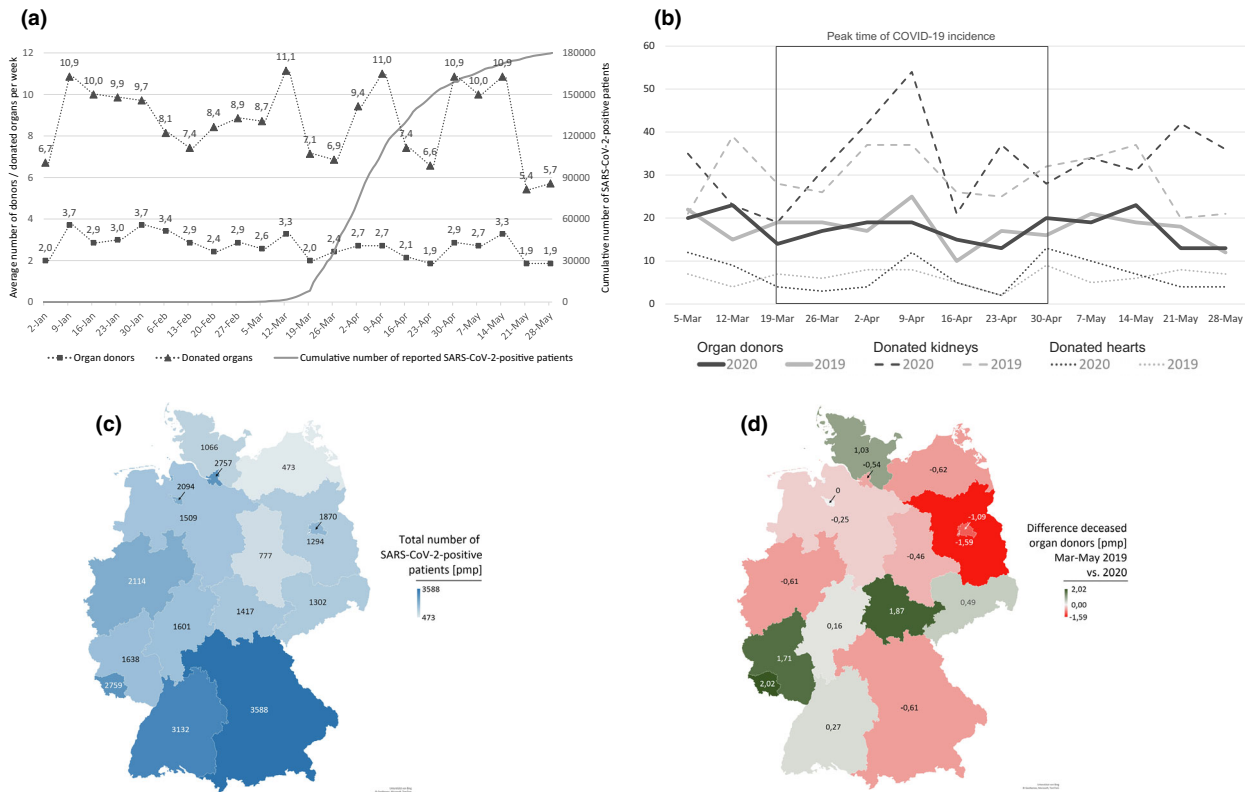 (a)
Average number of donors / donated organs per week
12
10
8
6
4
2
0
10,9
10,0
9,9
9,7
8,1
7,4
8,4
8,9
8,7
11,1
7,1
6,9
9,4
11,0
7,4
6,6
10,9
10,0
10,9
5,4
5,7
6,7
2,0
3,7
2,9
3,0
3,7
3,4
2,9
2,4
2,9
2,6
3,3
2,0
2,4
2,7
2,7
2,1
1,9
2,9
2,7
3,3
1,9
1,9
180000
150000
120000
90000
60000
30000
0
Cumulative number of SARS-CoV-2-positive patients
2-Jan
9-Jan
16-Jan
23-Jan
30-Jan
6-Feb
13-Feb
20-Feb
27-Feb
5-Mar
12-Mar
19-Mar
26-Mar
2-Apr
9-Apr
16-Apr
23-Apr
30-Apr
7-May
14-May
21-May
28-May
Organ donors Donated organs Cumulative number of reported SARS-CoV-2-positive patients
(b)
Peak time of COVID-19 incidence
60
50
40
30
20
10
0
5-Mar 12-Mar 19-Mar 26-Mar 2-Apr 9-Apr 16-Apr 23-Apr 30-Apr 7-May 14-May 21-May 28-May
Organ donors Donated kidneys Donated hearts
2020 2019 2020 2019 2020 2019
(c)
1066
2757
473
2094
1509
1870
1294
777
2114
1302
1417
1601
1638
2759
3588
3132
Total number of
SARS-CoV-2-positive
patients [pmp]
3588
473
(d)
1,03
-0,54
-0,62
0
-0,25
-1,09
-1,59
-0,46
-0,61
0,49
1,87
0,16
1,71
2,02
-0,61
0,27
Difference deceased
organ donors [pmp]
Mar-May 2019
vs. 2020
2,02
0,00
-1,59